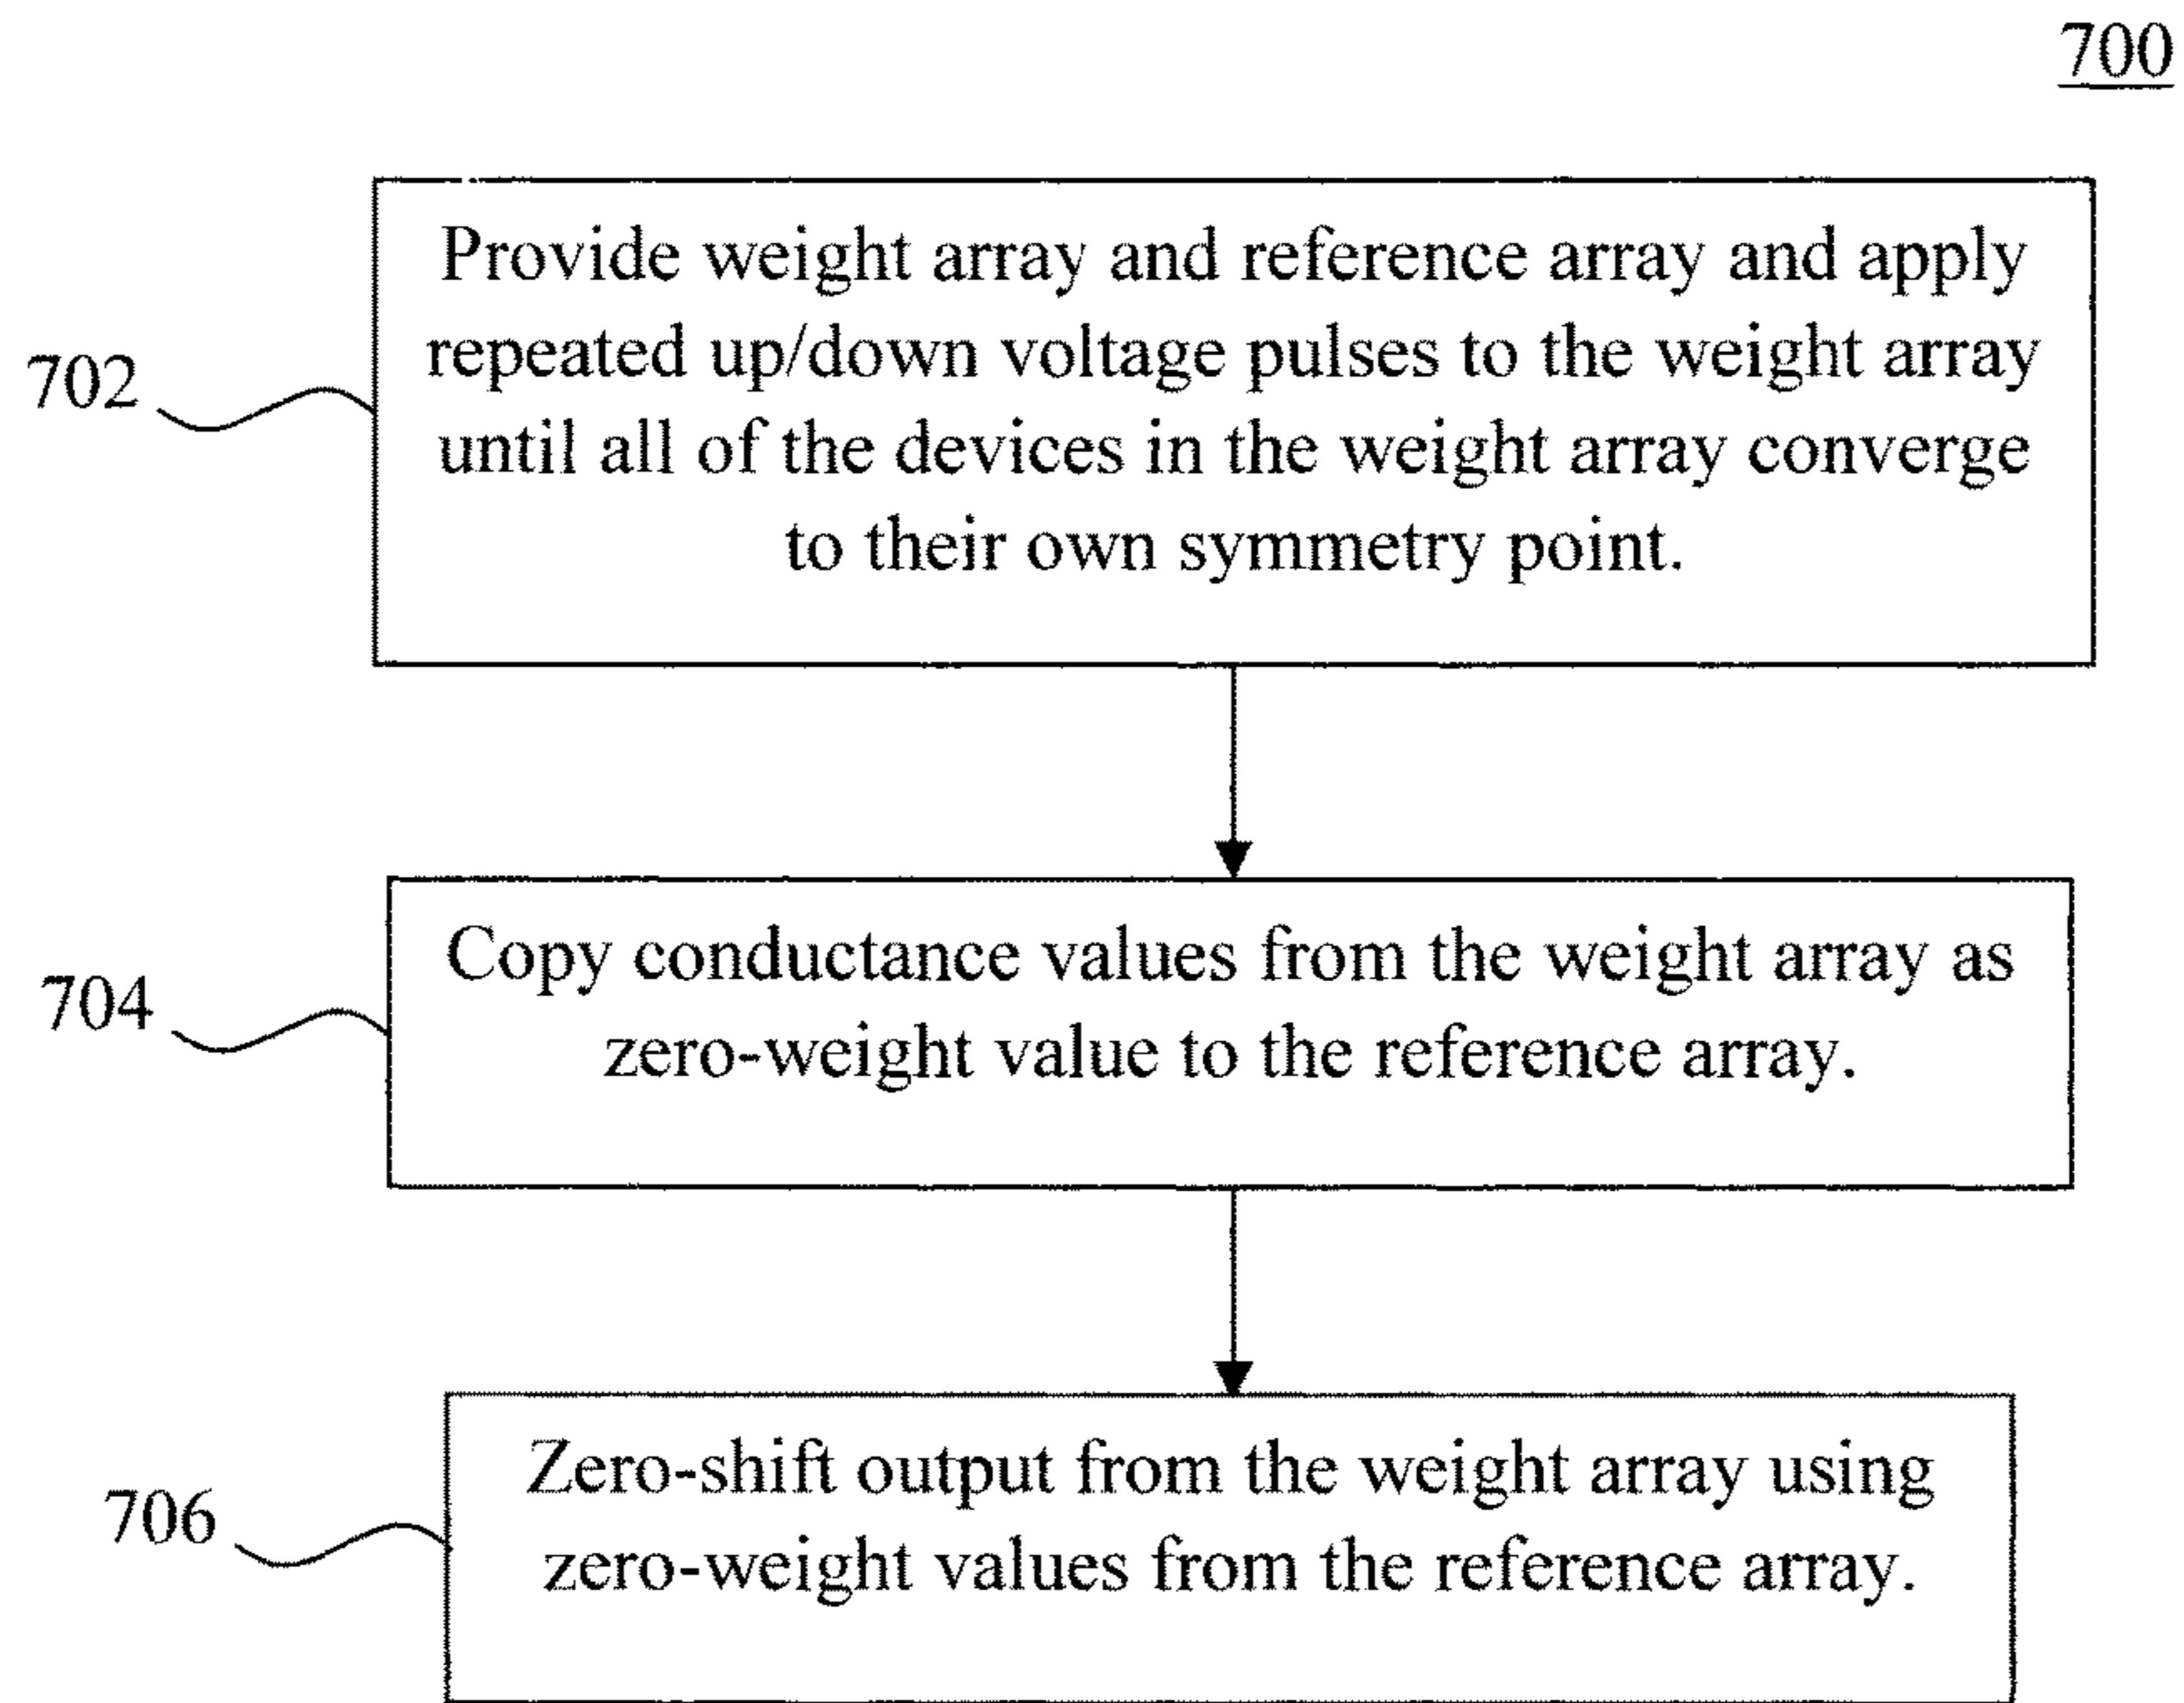 700
Provide weight array and reference array and apply
repeated up/down voltage pulses to the weight array
until all of the devices in the weight array converge
to their own symmetry point.
702
Copy conductance values from the weight array as
zero-weight value to the reference array.
704
Zero-shift output from the weight array using
zero-weight values from the reference array.
706